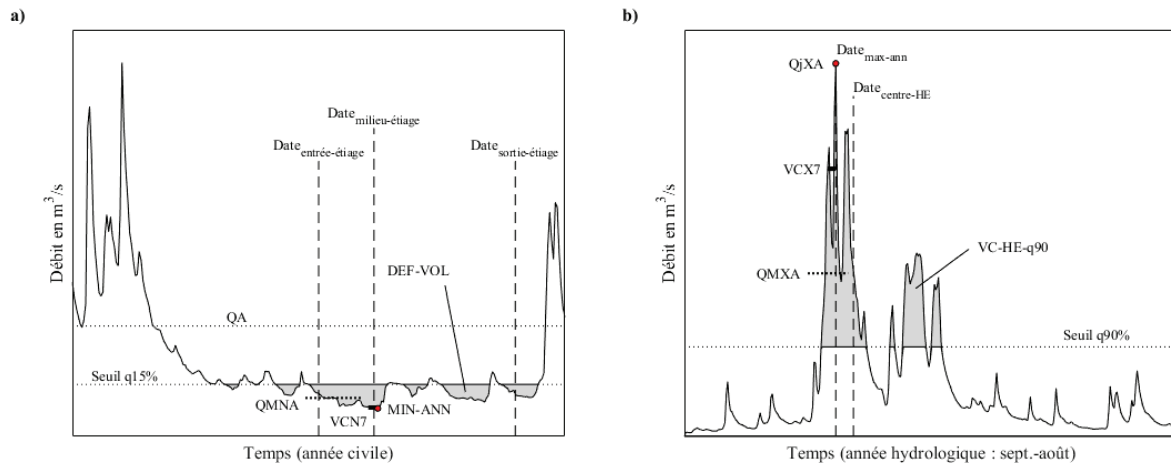 a)
Débit en m³/s
Date milieu-étiage
Date entrée-étiage
Date sortie-étiage
DEF-VOL
QA
Seuil q15%
QMNA
VCN7
MIN-ANN
Temps (année civile)
b)
Débit en m³/s
Date max-ann
QjXA
Date centre-HE
VCX7
VC-HE-q90
QMXA
Seuil q90%
Temps (année hydrologique : sept.-août)